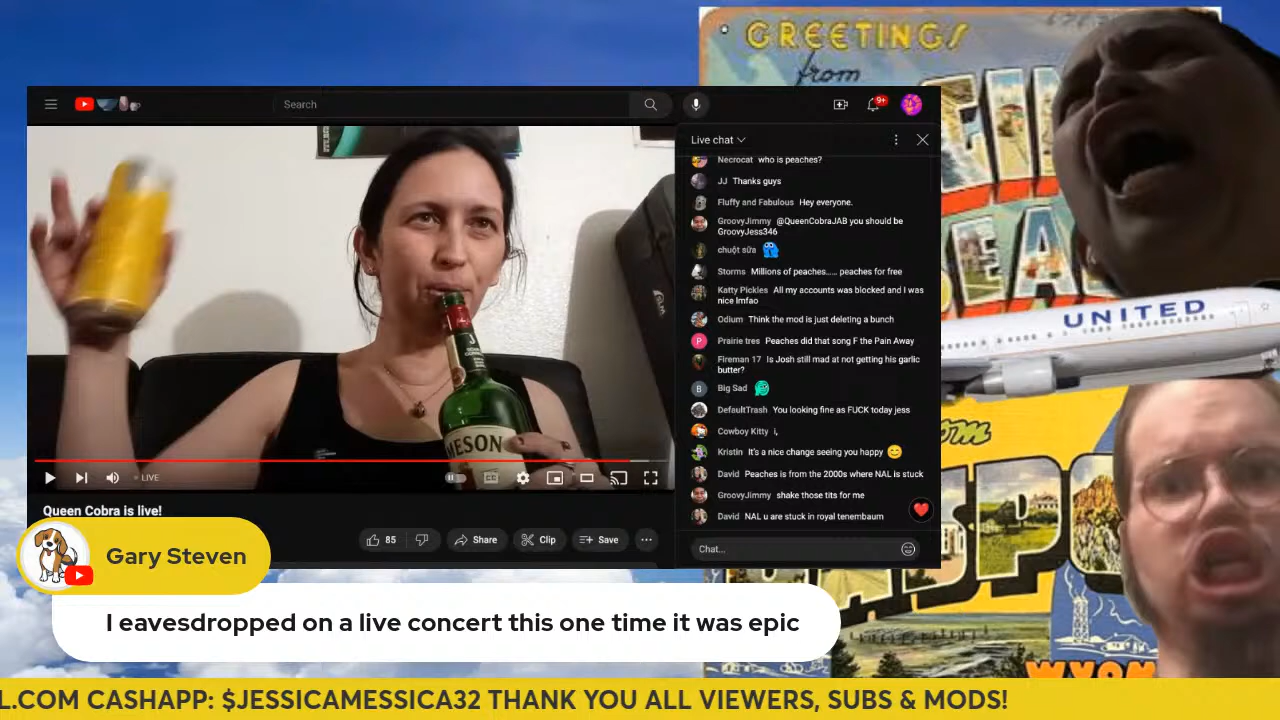 GREETINGS
from
Search
9+
Live chat
Necrocat who is peaches?
JJ Thanks guys
Fluffy and Fabulous Hey everyone.
GroovyJimmy @QueenCobraJAB you should be
GroovyJess346
chuột sữa
Storms Millions of peaches..... peaches for free
Katty Pickles All my accounts was blocked and I was
nice lmfao
Odium Think the mod is just deleting a bunch
P Prairie tres Peaches did that song F the Pain Away
Fireman 17 Is Josh still mad at not getting his garlic
butter?
B Big Sad
DefaultTrash You looking fine as FUCK today jess
Cowboy Kitty i,
Kristin It's a nice change seeing you happy
David Peaches is from the 2000s where NAL is stuck
GroovyJimmy shake those tits for me
David NAL u are stuck in royal tenembaum
Chat...
MESON
LIVE
CC
Queen Cobra is live!
85
Share
Clip
Save
UNITED
Gary Steven
I eavesdropped on a live concert this one time it was epic
WYOM
L.COM CASHAPP: $JESSICAMESSICA32 THANK YOU ALL VIEWERS, SUBS & MODS!